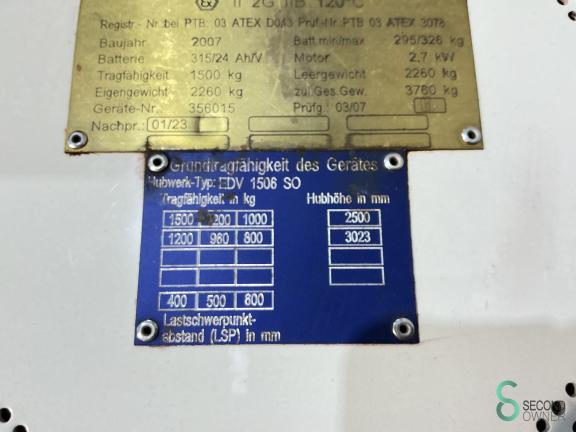 II 2G IIB 120°C
Registr.-Nr. bei PTB: 03 ATEX D043 Prüf-Nr. PTB 03 ATEX 3078
Baujahr 2007 Batt.min/max 295/326 kg
Batterie 315/24 Ah/V Motor 2,7 kW
Tragfähigkeit 1500 kg Leergewicht 2260 kg
Eigengewicht 2260 kg zul.Ges.Gew. 3760 kg
Geräte-Nr. 356015 Prüfg.: 03/07
Nachpr.: 01/23
Grundtragfähigkeit des Gerätes
Hubwerk-Typ: EDV 1506 SO
Tragfähigkeit in kg Hubhöhe in mm
1500 1200 1000 2500
1200 960 800 3023
400 500 600
Lastschwerpunkt-
abstand (LSP) in mm
SECOND
OWNER